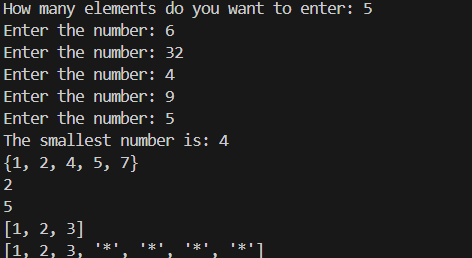 How many elements do you want to enter: 5
Enter the number: 6
Enter the number: 32
Enter the number: 4
Enter the number: 9
Enter the number: 5
The smallest number is: 4
{1, 2, 4, 5, 7}
2
5
[1, 2, 3]
[1, 2, 3, '*', '*', '*', '*']